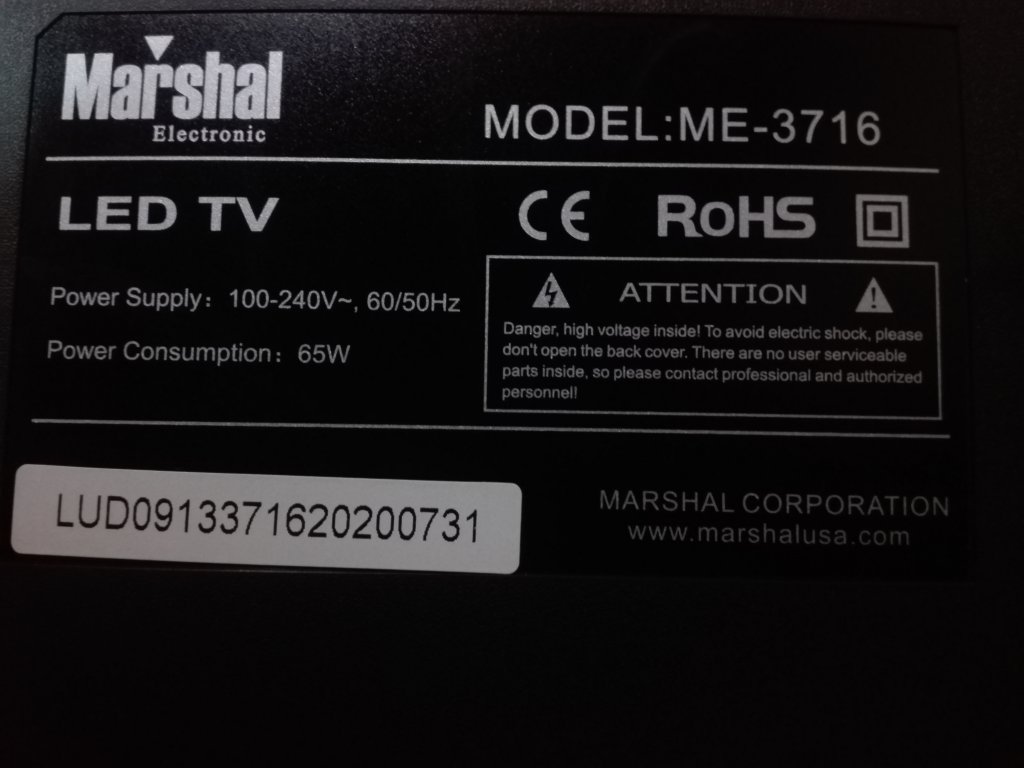 Marshal
Electronic
MODEL:ME-3716
LED TV
CE RoHS
Power Supply: 100-240V~, 60/50Hz
Power Consumption: 65W
ATTENTION
Danger, high voltage inside! To avoid electric shock, please
don't open the back cover. There are no user serviceable
parts inside, so please contact professional and authorized
personnel!
LUD0913371620200731
MARSHAL CORPORATION
www.marshalusa.com